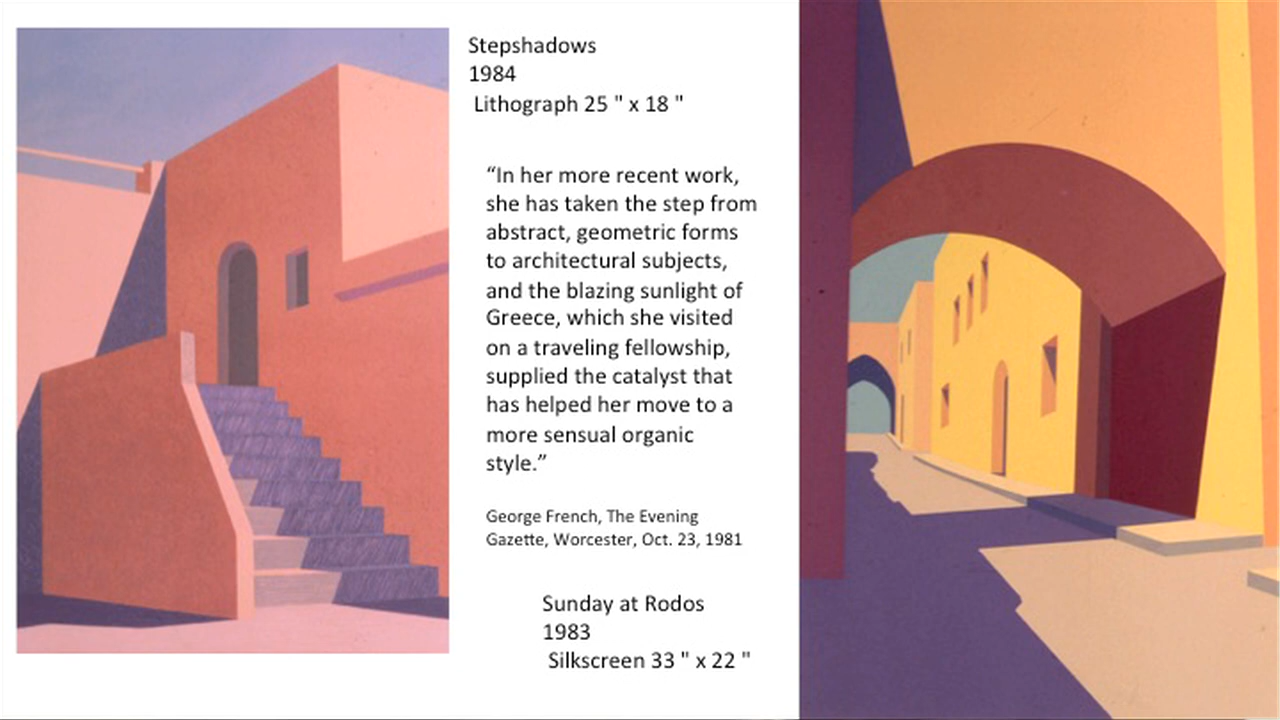 Stepshadows
1984
Lithograph 25 " x 18 "
“In her more recent work,
she has taken the step from
abstract, geometric forms
to architectural subjects,
and the blazing sunlight of
Greece, which she visited
on a traveling fellowship,
supplied the catalyst that
has helped her move to a
more sensual organic
style.”
George French, The Evening
Gazette, Worcester, Oct. 23, 1981
Sunday at Rodos
1983
Silkscreen 33 " x 22 "